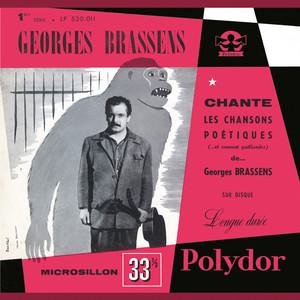 1ère SÉRIE • LP 530.011
GEORGES BRASSENS
★
CHANTE
LES CHANSONS
POÉTIQUES
(...et souvent gaillardes)
de...
Georges BRASSENS
SUR DISQUE
Longue durée
MICROSILLON
33⅓
Polydor